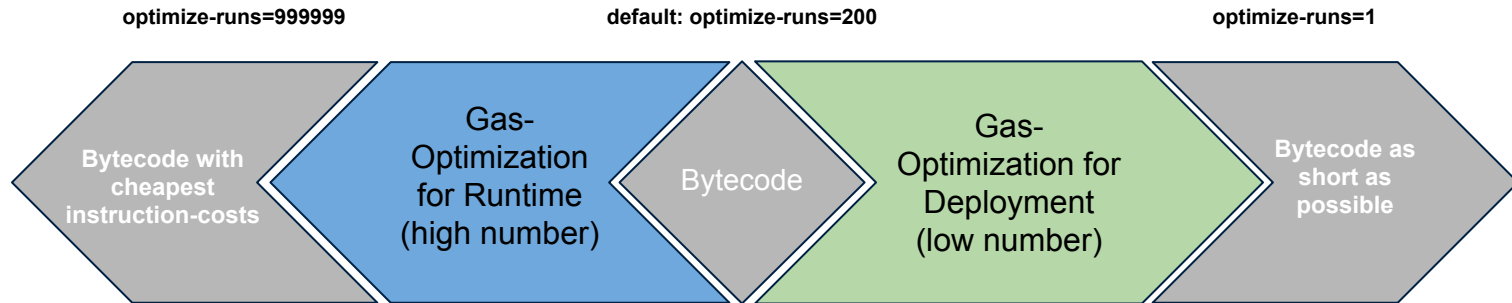 optimize-runs=999999
default: optimize-runs=200
optimize-runs=1
Bytecode with
cheapest
instruction-costs
Gas-
Optimization
for Runtime
(high number)
Bytecode
Gas-
Optimization for
Deployment
(low number)
Bytecode as
short as
possible